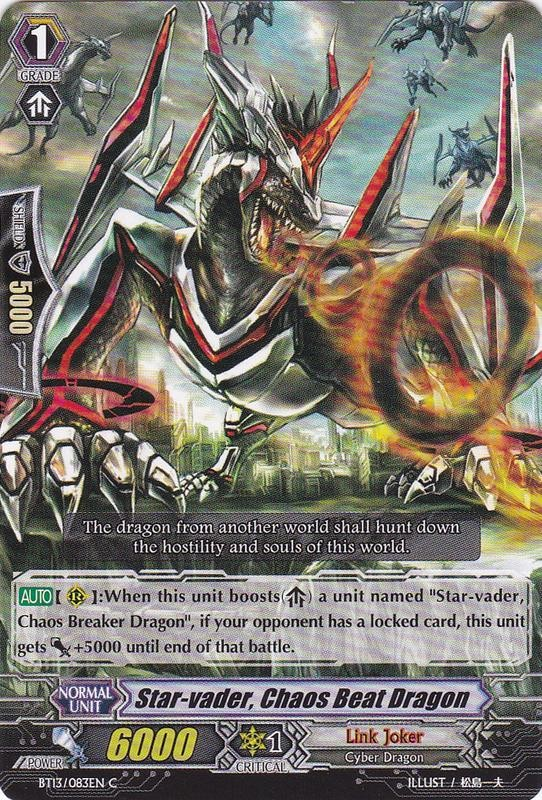 1
GRADE
SHIELD
5000
The dragon from another world shall hunt down
the hostility and souls of this world.
AUTO【 R 】:When this unit boosts( ) a unit named "Star-vader,
Chaos Breaker Dragon", if your opponent has a locked card, this unit
gets +5000 until end of that battle.
NORMAL
UNIT
Star-vader, Chaos Beat Dragon
POWER
6000
1
CRITICAL
Link Joker
Cyber Dragon
BT13/083EN C
ILLUST / 松島一夫